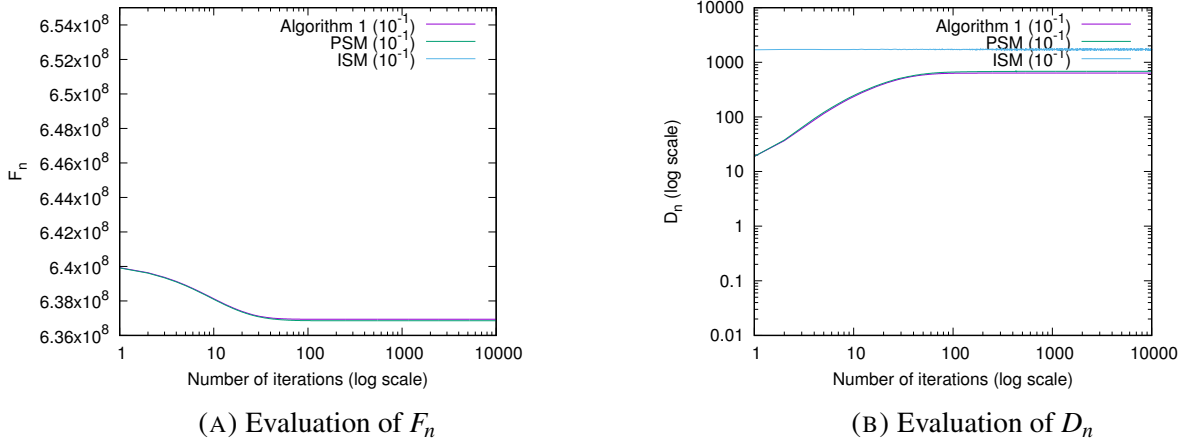 6.54x10^8
6.52x10^8
6.5x10^8
6.48x10^8
6.46x10^8
6.44x10^8
6.42x10^8
6.4x10^8
6.38x10^8
6.36x10^8
F_n
Algorithm 1 (10^-1)
PSM (10^-1)
ISM (10^-1)
1 10 100 1000 10000
Number of iterations (log scale)
(A) Evaluation of F_n
10000
1000
100
10
1
0.1
0.01
D_n (log scale)
Algorithm 1 (10^-1)
PSM (10^-1)
ISM (10^-1)
1 10 100 1000 10000
Number of iterations (log scale)
(B) Evaluation of D_n